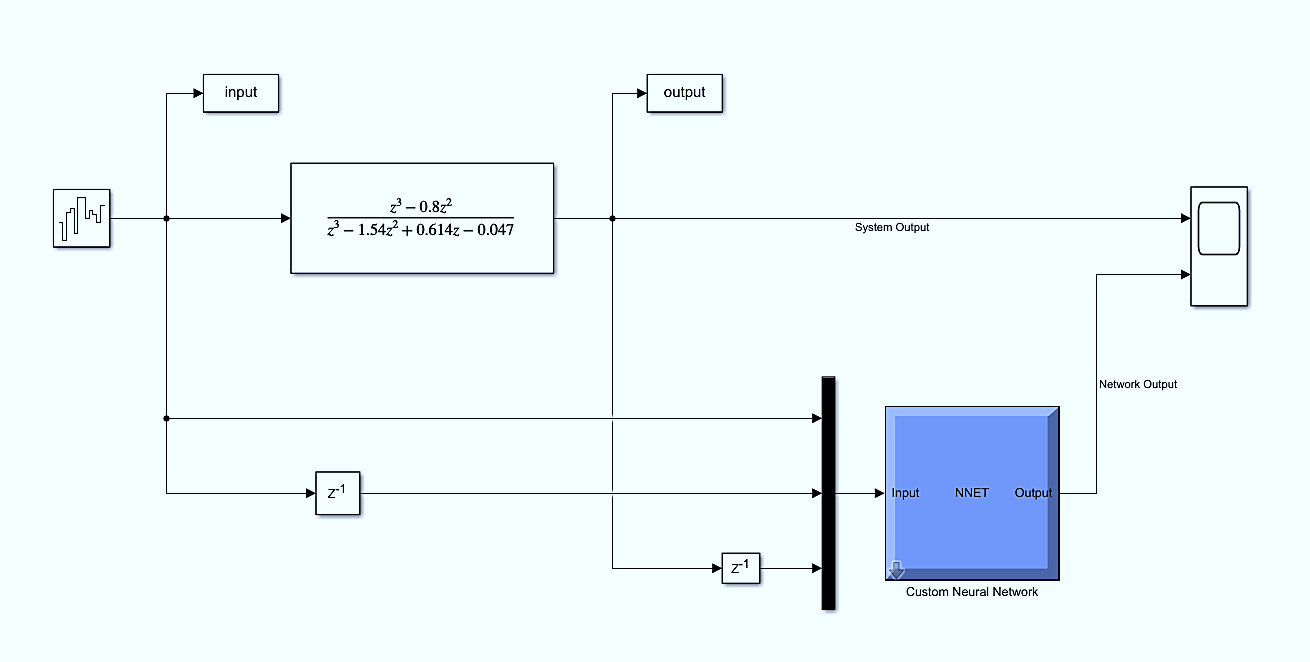 input
output
z³ − 0.8z²
z³ − 1.54z² + 0.614z − 0.047
System Output
Network Output
z⁻¹
Input NNET Output
z⁻¹
Custom Neural Network